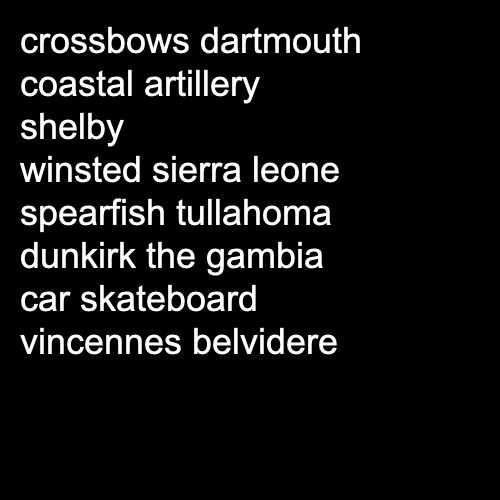 crossbows dartmouth
coastal artillery
shelby
winsted sierra leone
spearfish tullahoma
dunkirk the gambia
car skateboard
vincennes belvidere